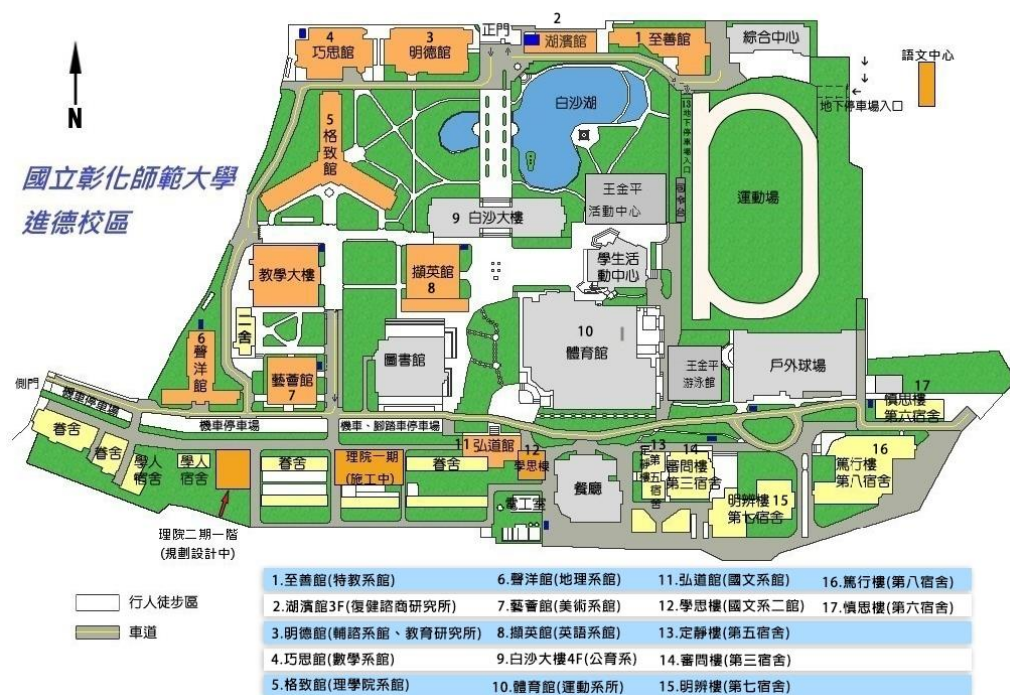 正門
2
湖濱館
1 至善館
綜合中心
語文中心
4
巧思館
3
明德館
地下停車場入口
N
5
格致館
白沙湖
13地下停車場入口
司令台
運動場
國立彰化師範大學
進德校區
王金平
活動中心
9 白沙大樓
學生活
動中心
教學大樓
擷英館
8
二舍
6
聲洋館
藝薈館
7
圖書館
10
體育館
王金平
游泳館
戶外球場
17
慎思樓
第六宿舍
側門
機車停車場
機車停車場
機車、腳踏車停車場
11 弘道館
12
學思樓
13
定靜樓
第五宿舍
14
審問樓
第三宿舍
16
篤行樓
第八宿舍
眷舍
眷舍
學人
宿舍
學人
宿舍
眷舍
理院一期
(施工中)
眷舍
電工室
餐廳
明辨樓 15
第七宿舍
理院二期一階
(規劃設計中)
行人徒步區
車道
1.至善館(特教系館)
2.湖濱館3F(復健諮商研究所)
3.明德館(輔諮系館、教育研究所)
4.巧思館(數學系館)
5.格致館(理學院系館)
6.聲洋館(地理系館)
7.藝薈館(美術系館)
8.擷英館(英語系館)
9.白沙大樓4F(公育系)
10.體育館(運動系所)
11.弘道館(國文系館)
12.學思樓(國文系二館)
13.定靜樓(第五宿舍)
14.審問樓(第三宿舍)
15.明辨樓(第七宿舍)
16.篤行樓(第八宿舍)
17.慎思樓(第六宿舍)